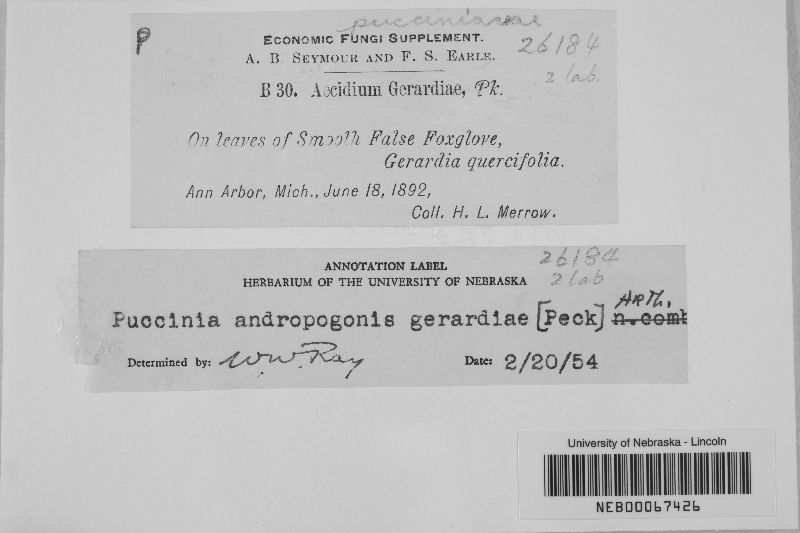 pucciniaceae
P
ECONOMIC FUNGI SUPPLEMENT.
26184
A. B. SEYMOUR AND F. S. EARLE.
2 lab.
B 30. Aecidium Gerardiae, Pk.
On leaves of Smooth False Foxglove,
Gerardia quercifolia.
Ann Arbor, Mich., June 18, 1892,
Coll. H. L. Merrow.
ANNOTATION LABEL
26184
HERBARIUM OF THE UNIVERSITY OF NEBRASKA
2 lab
Puccinia andropogonis gerardiae [Peck] n.comb
Arth.
Determined by: W.W. Ray Date: 2/20/54
University of Nebraska - Lincoln
NEB00067426